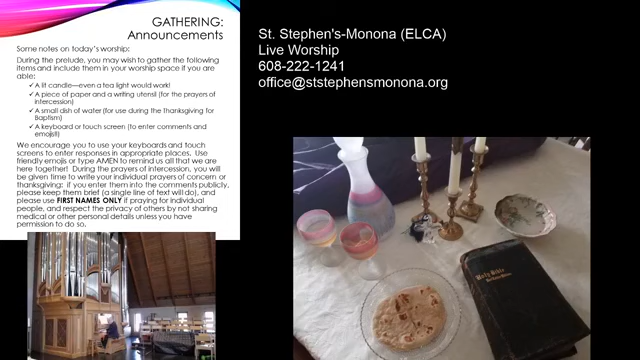 GATHERING:
Announcements
Some notes on today's worship:
During the prelude, you may wish to gather the following
items and include them in your worship space if you are
able:
✓A lit candle—even a tea light would work!
✓A piece of paper and a writing utensil (for the prayers of
intercession)
✓A small dish of water (for use during the Thanksgiving for
Baptism)
✓A keyboard or touch screen (to enter comments and
emojis!)
We encourage you to use your keyboards and touch
screens to enter responses in appropriate places. Use
friendly emojis or type AMEN to remind us all that we are
here together! During the prayers of intercession, you will
be given time to write your individual prayers of concern or
thanksgiving; if you enter them into the comments publicly,
please keep them brief (a single line of text will do), and
please use FIRST NAMES ONLY if praying for individual
people, and respect the privacy of others by not sharing
medical or other personal details unless you have
permission to do so.
St. Stephen's-Monona (ELCA)
Live Worship
608-222-1241
office@ststephensmonona.org
Holy Bible